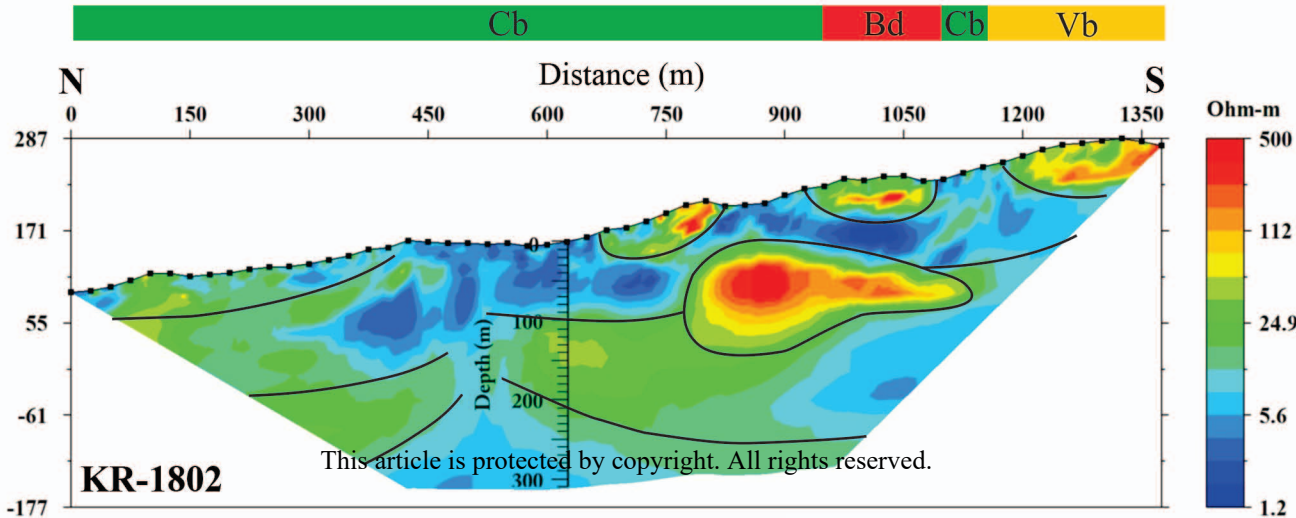 Cb Bd Cb Vb
Distance (m)
N S
0 150 300 450 600 750 900 1050 1200 1350
Ohm-m
287
171
55
-61
-177
0
100
200
300
Depth (m)
500
112
24.9
5.6
1.2
This article is protected by copyright. All rights reserved.
KR-1802